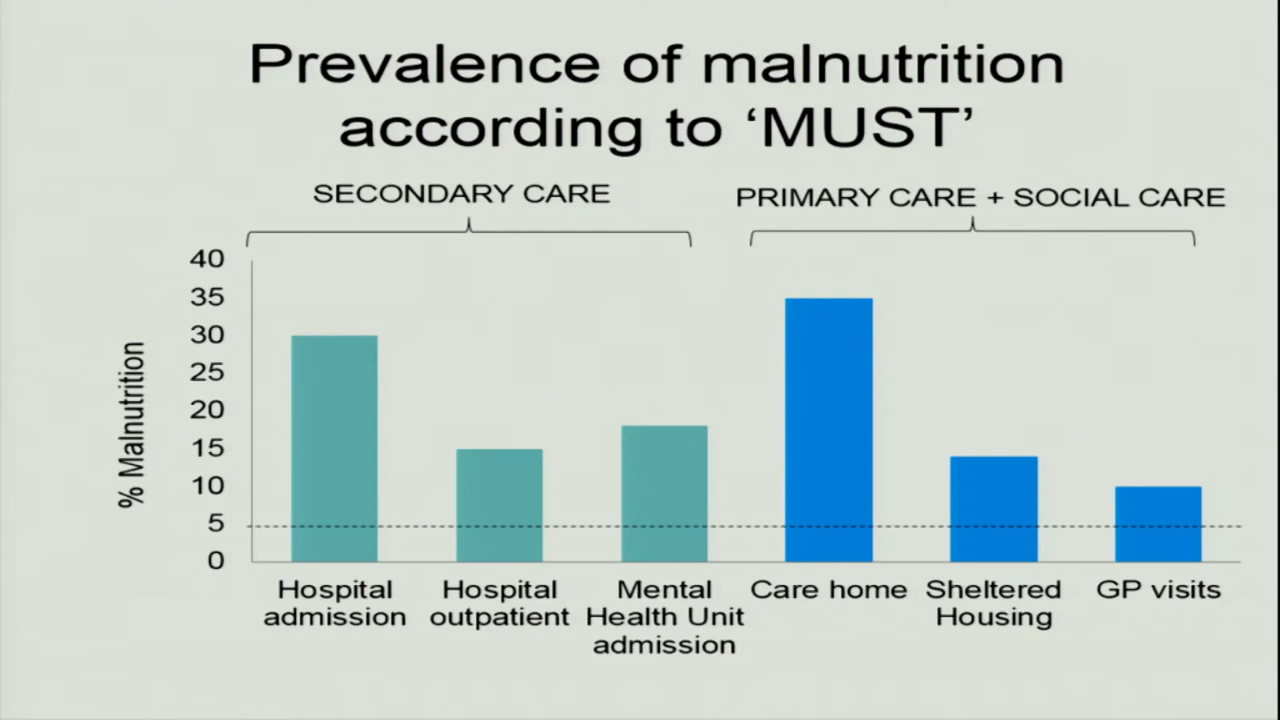 Prevalence of malnutrition
according to ‘MUST’
SECONDARY CARE
PRIMARY CARE + SOCIAL CARE
% Malnutrition
40
35
30
25
20
15
10
5
0
Hospital
admission
Hospital
outpatient
Mental
Health Unit
admission
Care home
Sheltered
Housing
GP visits